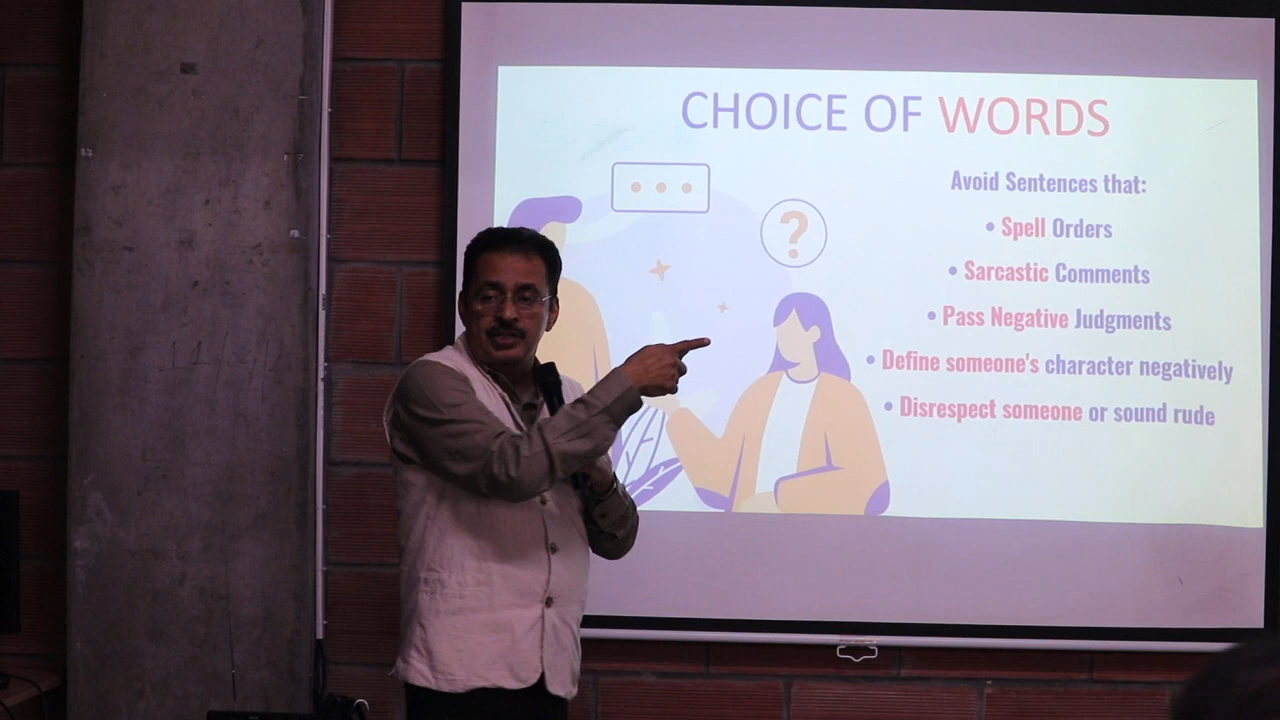 CHOICE OF WORDS
Avoid Sentences that:
• Spell Orders
• Sarcastic Comments
• Pass Negative Judgments
• Define someone's character negatively
• Disrespect someone or sound rude